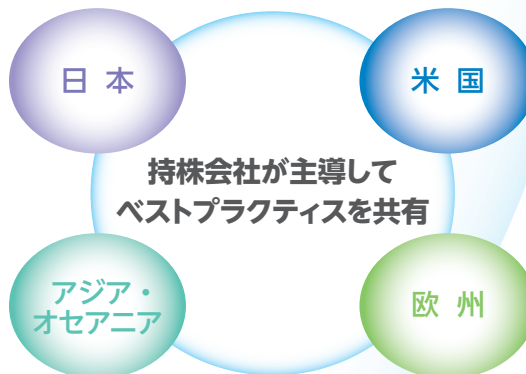 日 本
米 国
持株会社が主導して
ベストプラクティスを共有
アジア・
オセアニア
欧 州